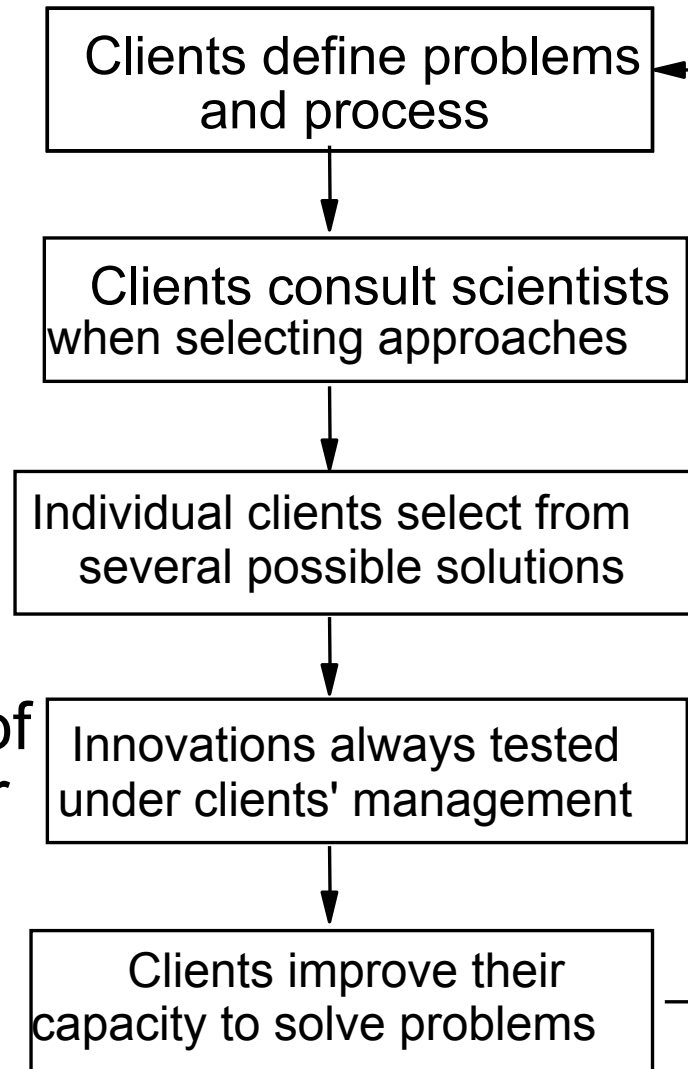 Clients define problems
and process
Clients consult scientists
when selecting approaches
Individual clients select from
several possible solutions
of
Innovations always tested
under clients' management
Clients improve their
capacity to solve problems